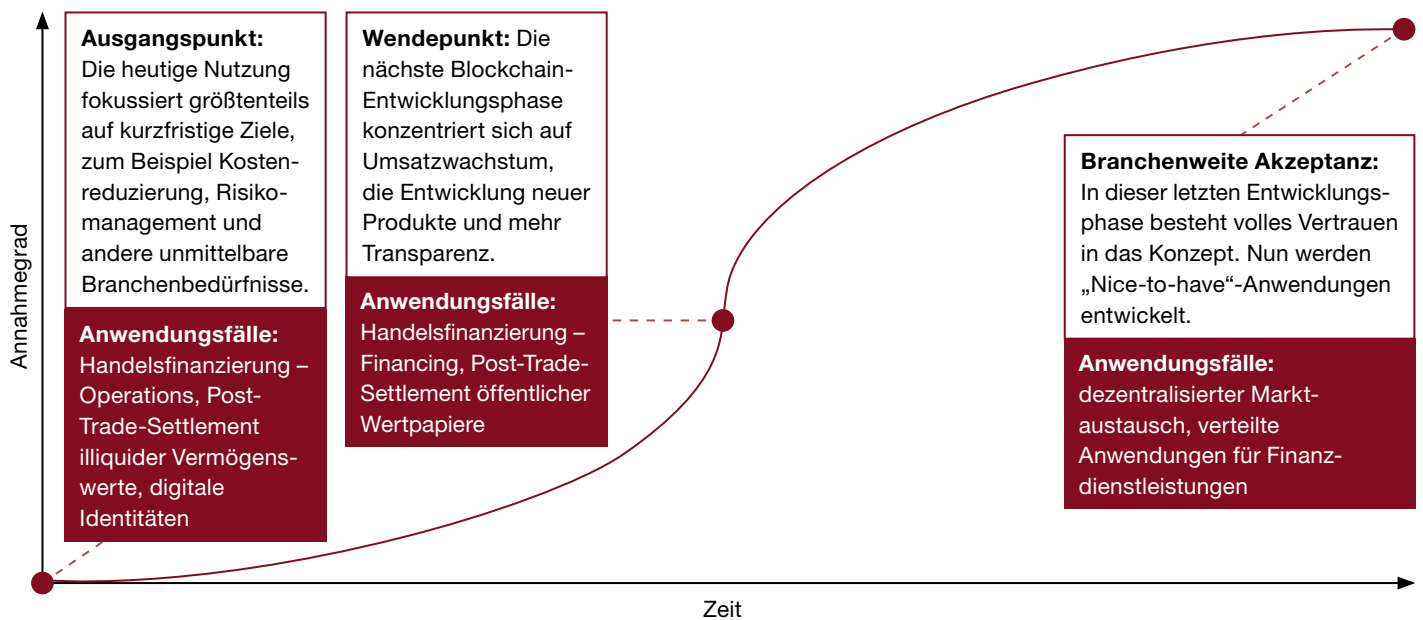 Ausgangspunkt:
Die heutige Nutzung
fokussiert größtenteils
auf kurzfristige Ziele,
zum Beispiel Kosten-
reduzierung, Risiko-
management und
andere unmittelbare
Branchenbedürfnisse.
Anwendungsfälle:
Handelsfinanzierung –
Operations, Post-
Trade-Settlement
illiquider Vermögens-
werte, digitale
Identitäten
Wendepunkt: Die
nächste Blockchain-
Entwicklungsphase
konzentriert sich auf
Umsatzwachstum,
die Entwicklung neuer
Produkte und mehr
Transparenz.
Anwendungsfälle:
Handelsfinanzierung –
Financing, Post-Trade-
Settlement öffentlicher
Wertpapiere
Branchenweite Akzeptanz:
In dieser letzten Entwicklungs-
phase besteht volles Vertrauen
in das Konzept. Nun werden
„Nice-to-have“-Anwendungen
entwickelt.
Anwendungsfälle:
dezentralisierter Markt-
austausch, verteilte
Anwendungen für Finanz-
dienstleistungen
Annahmegrad
Zeit